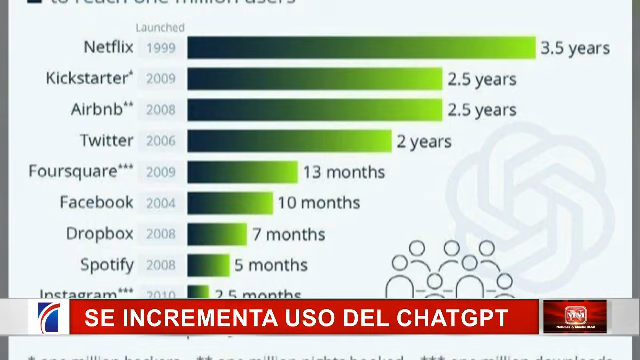 to reach one million users
Launched
Netflix 1999 3.5 years
Kickstarter* 2009 2.5 years
Airbnb** 2008 2.5 years
Twitter 2006 2 years
Foursquare*** 2009 13 months
Facebook 2004 10 months
Dropbox 2008 7 months
Spotify 2008 5 months
Instagram*** 2010 2.5 months
SE INCREMENTA USO DEL CHATGPT
* one million backers ** one million nights booked *** one million downloads